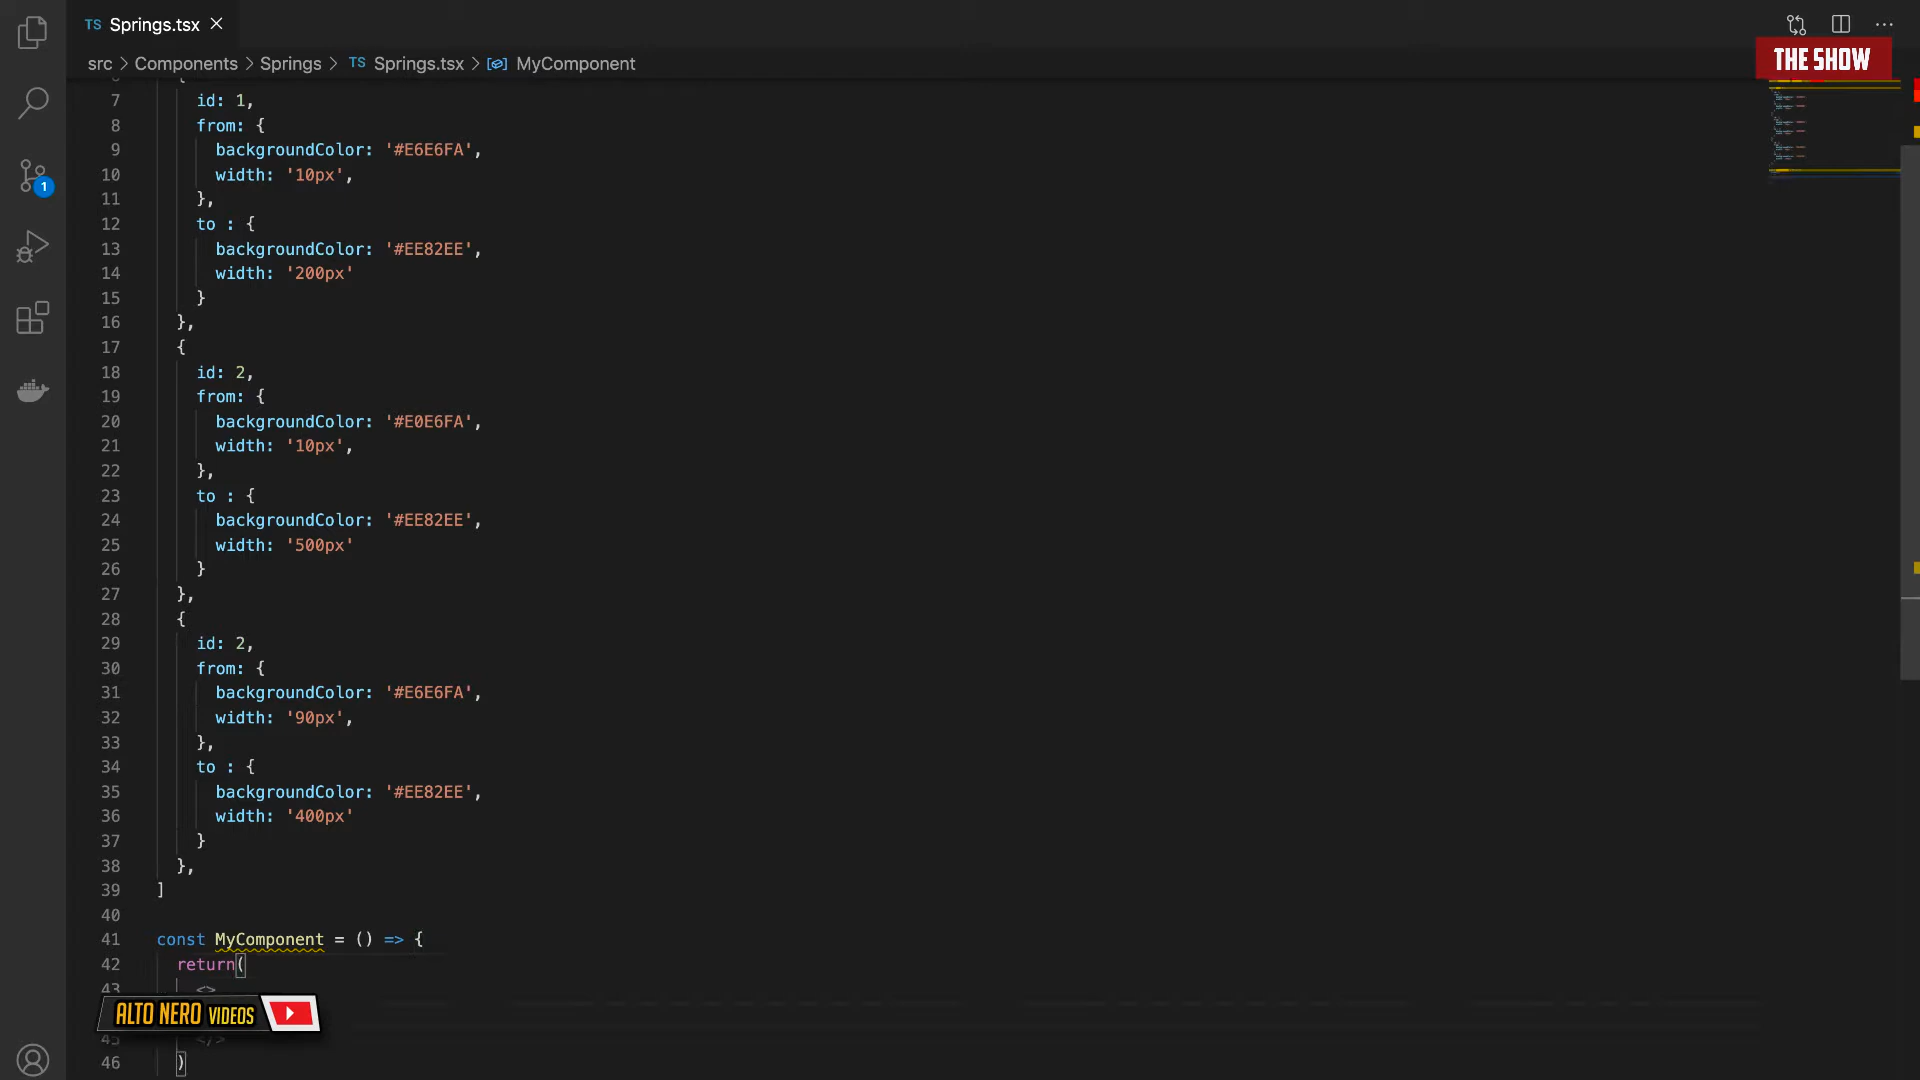 TS Springs.tsx
src > Components > Springs > TS Springs.tsx > MyComponent
THE SHOW
7 id: 1,
8 from: {
9 backgroundColor: '#E6E6FA',
10 width: '10px',
11 },
12 to : {
13 backgroundColor: '#EE82EE',
14 width: '200px'
15 }
16 },
17 {
18 id: 2,
19 from: {
20 backgroundColor: '#E0E6FA',
21 width: '10px',
22 },
23 to : {
24 backgroundColor: '#EE82EE',
25 width: '500px'
26 }
27 },
28 {
29 id: 2,
30 from: {
31 backgroundColor: '#E6E6FA',
32 width: '90px',
33 },
34 to : {
35 backgroundColor: '#EE82EE',
36 width: '400px'
37 }
38 },
39 ]
40
41 const MyComponent = () => {
42 return(
43 <>
ALTO NERO VIDEOS
45 </>
46 )
1